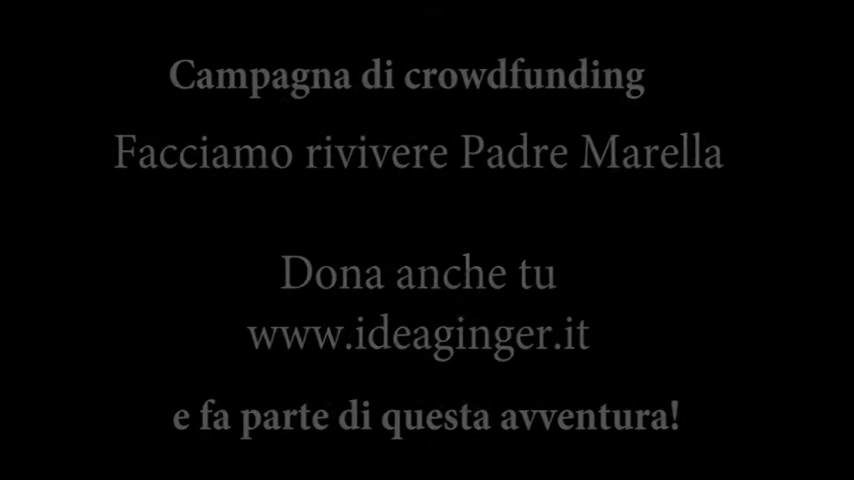 Campagna di crowdfunding
Facciamo rivivere Padre Marella
Dona anche tu
www.ideaginger.it
e fa parte di questa avventura!